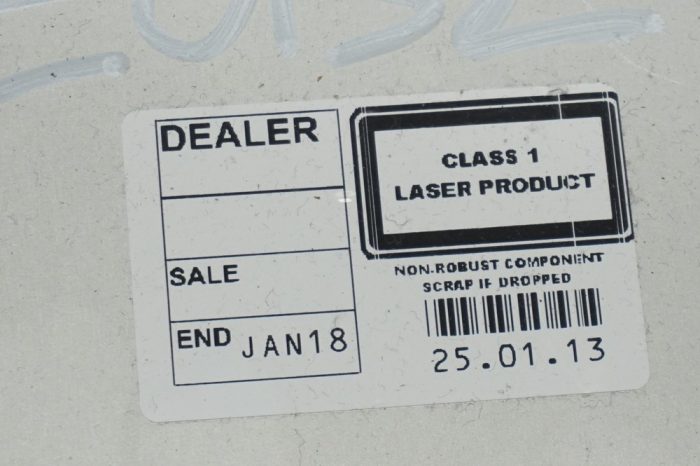 DEALER
SALE
END JAN18
CLASS 1
LASER PRODUCT
NON-ROBUST COMPONENT
SCRAP IF DROPPED
25.01.13